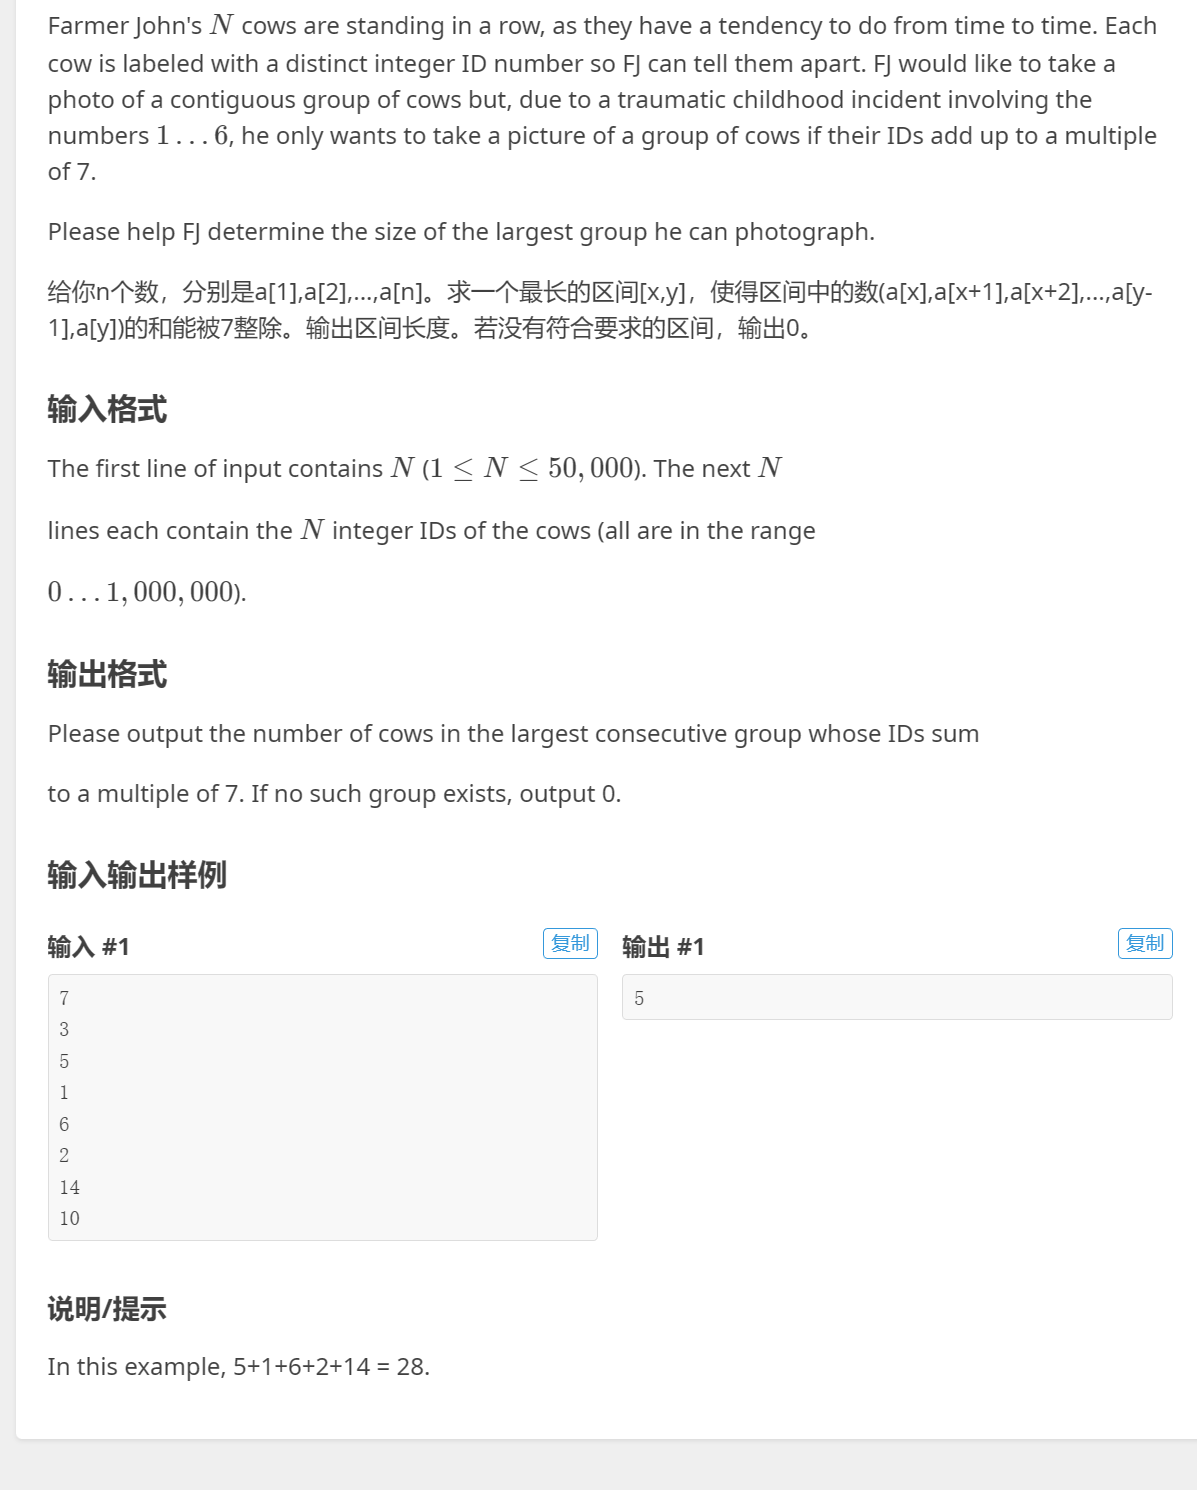 Farmer John's N cows are standing in a row, as they have a tendency to do from time to time. Each
cow is labeled with a distinct integer ID number so FJ can tell them apart. FJ would like to take a
photo of a contiguous group of cows but, due to a traumatic childhood incident involving the
numbers 1...6, he only wants to take a picture of a group of cows if their IDs add up to a multiple
of 7.
Please help FJ determine the size of the largest group he can photograph.
给你n个数，分别是a[1],a[2],...,a[n]。求一个最长的区间[x,y]，使得区间中的数(a[x],a[x+1],a[x+2],...,a[y-
1],a[y])的和能被7整除。输出区间长度。若没有符合要求的区间，输出0。
输入格式
The first line of input contains N (1 ≤ N ≤ 50,000). The next N
lines each contain the N integer IDs of the cows (all are in the range
0...1,000,000).
输出格式
Please output the number of cows in the largest consecutive group whose IDs sum
to a multiple of 7. If no such group exists, output 0.
输入输出样例
输入 #1 复制 输出 #1 复制
7 5
3
5
1
6
2
14
10
说明/提示
In this example, 5+1+6+2+14 = 28.